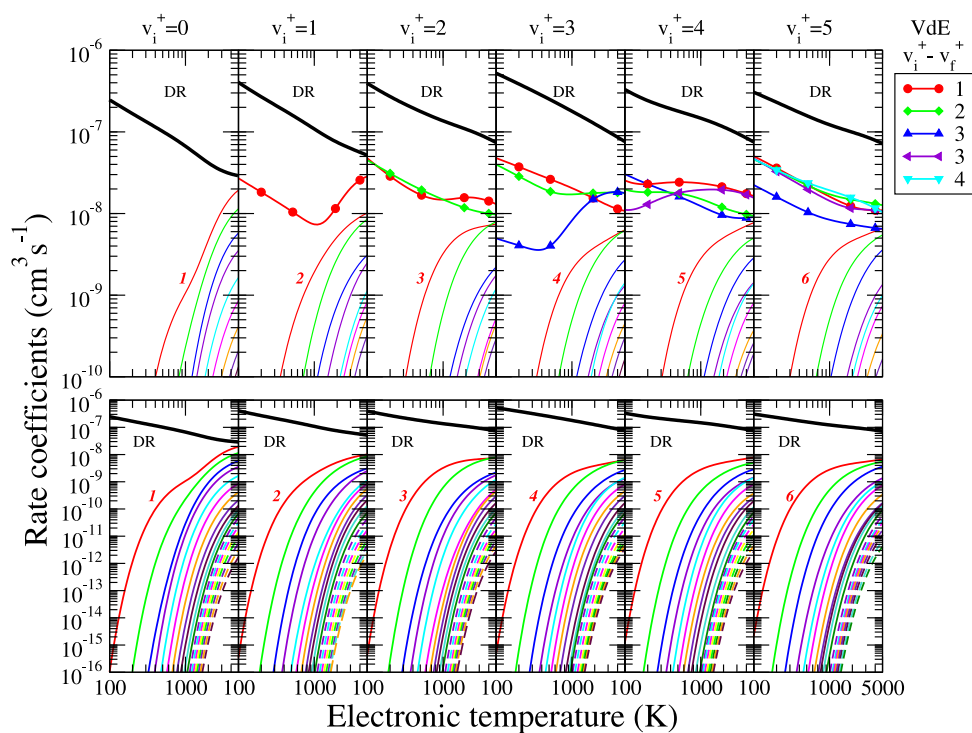 v_i^+=0 v_i^+=1 v_i^+=2 v_i^+=3 v_i^+=4 v_i^+=5
VdE
v_i^+ - v_f^+
1
2
3
3
4
10^-6
10^-7
10^-8
10^-9
10^-10
DR DR DR DR DR DR
1 2 3 4 5 6
Rate coefficients (cm^3 s^-1)
10^-6
10^-7
10^-8
10^-9
10^-10
10^-11
10^-12
10^-13
10^-14
10^-15
10^-16
DR DR DR DR DR DR
1 2 3 4 5 6
100 1000 100 1000 100 1000 100 1000 100 1000 100 1000 5000
Electronic temperature (K)